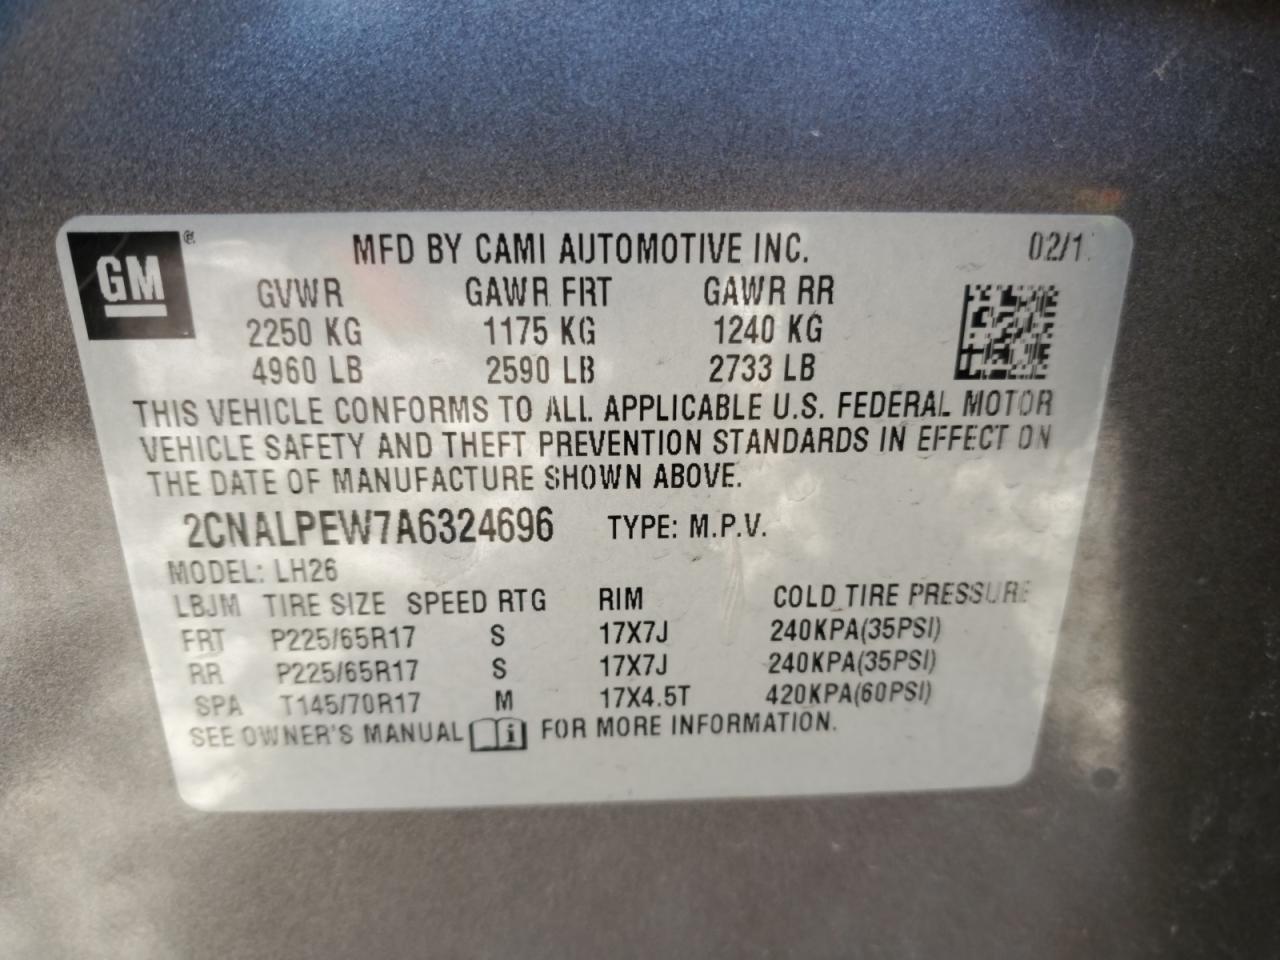 GM®
MFD BY CAMI AUTOMOTIVE INC.
GVWR GAWR FRT GAWR RR
2250 KG 1175 KG 1240 KG
4960 LB 2590 LB 2733 LB
THIS VEHICLE CONFORMS TO ALL APPLICABLE U.S. FEDERAL MOTOR
VEHICLE SAFETY AND THEFT PREVENTION STANDARDS IN EFFECT ON
THE DATE OF MANUFACTURE SHOWN ABOVE.
2CNALPEW7A6324696 TYPE: M.P.V.
MODEL: LH26
LBJM TIRE SIZE SPEED RTG RIM COLD TIRE PRESSURE
FRT P225/65R17 S 17X7J 240KPA(35PSI)
RR P225/65R17 S 17X7J 240KPA(35PSI)
SPA T145/70R17 M 17X4.5T 420KPA(60PSI)
SEE OWNER'S MANUAL FOR MORE INFORMATION.